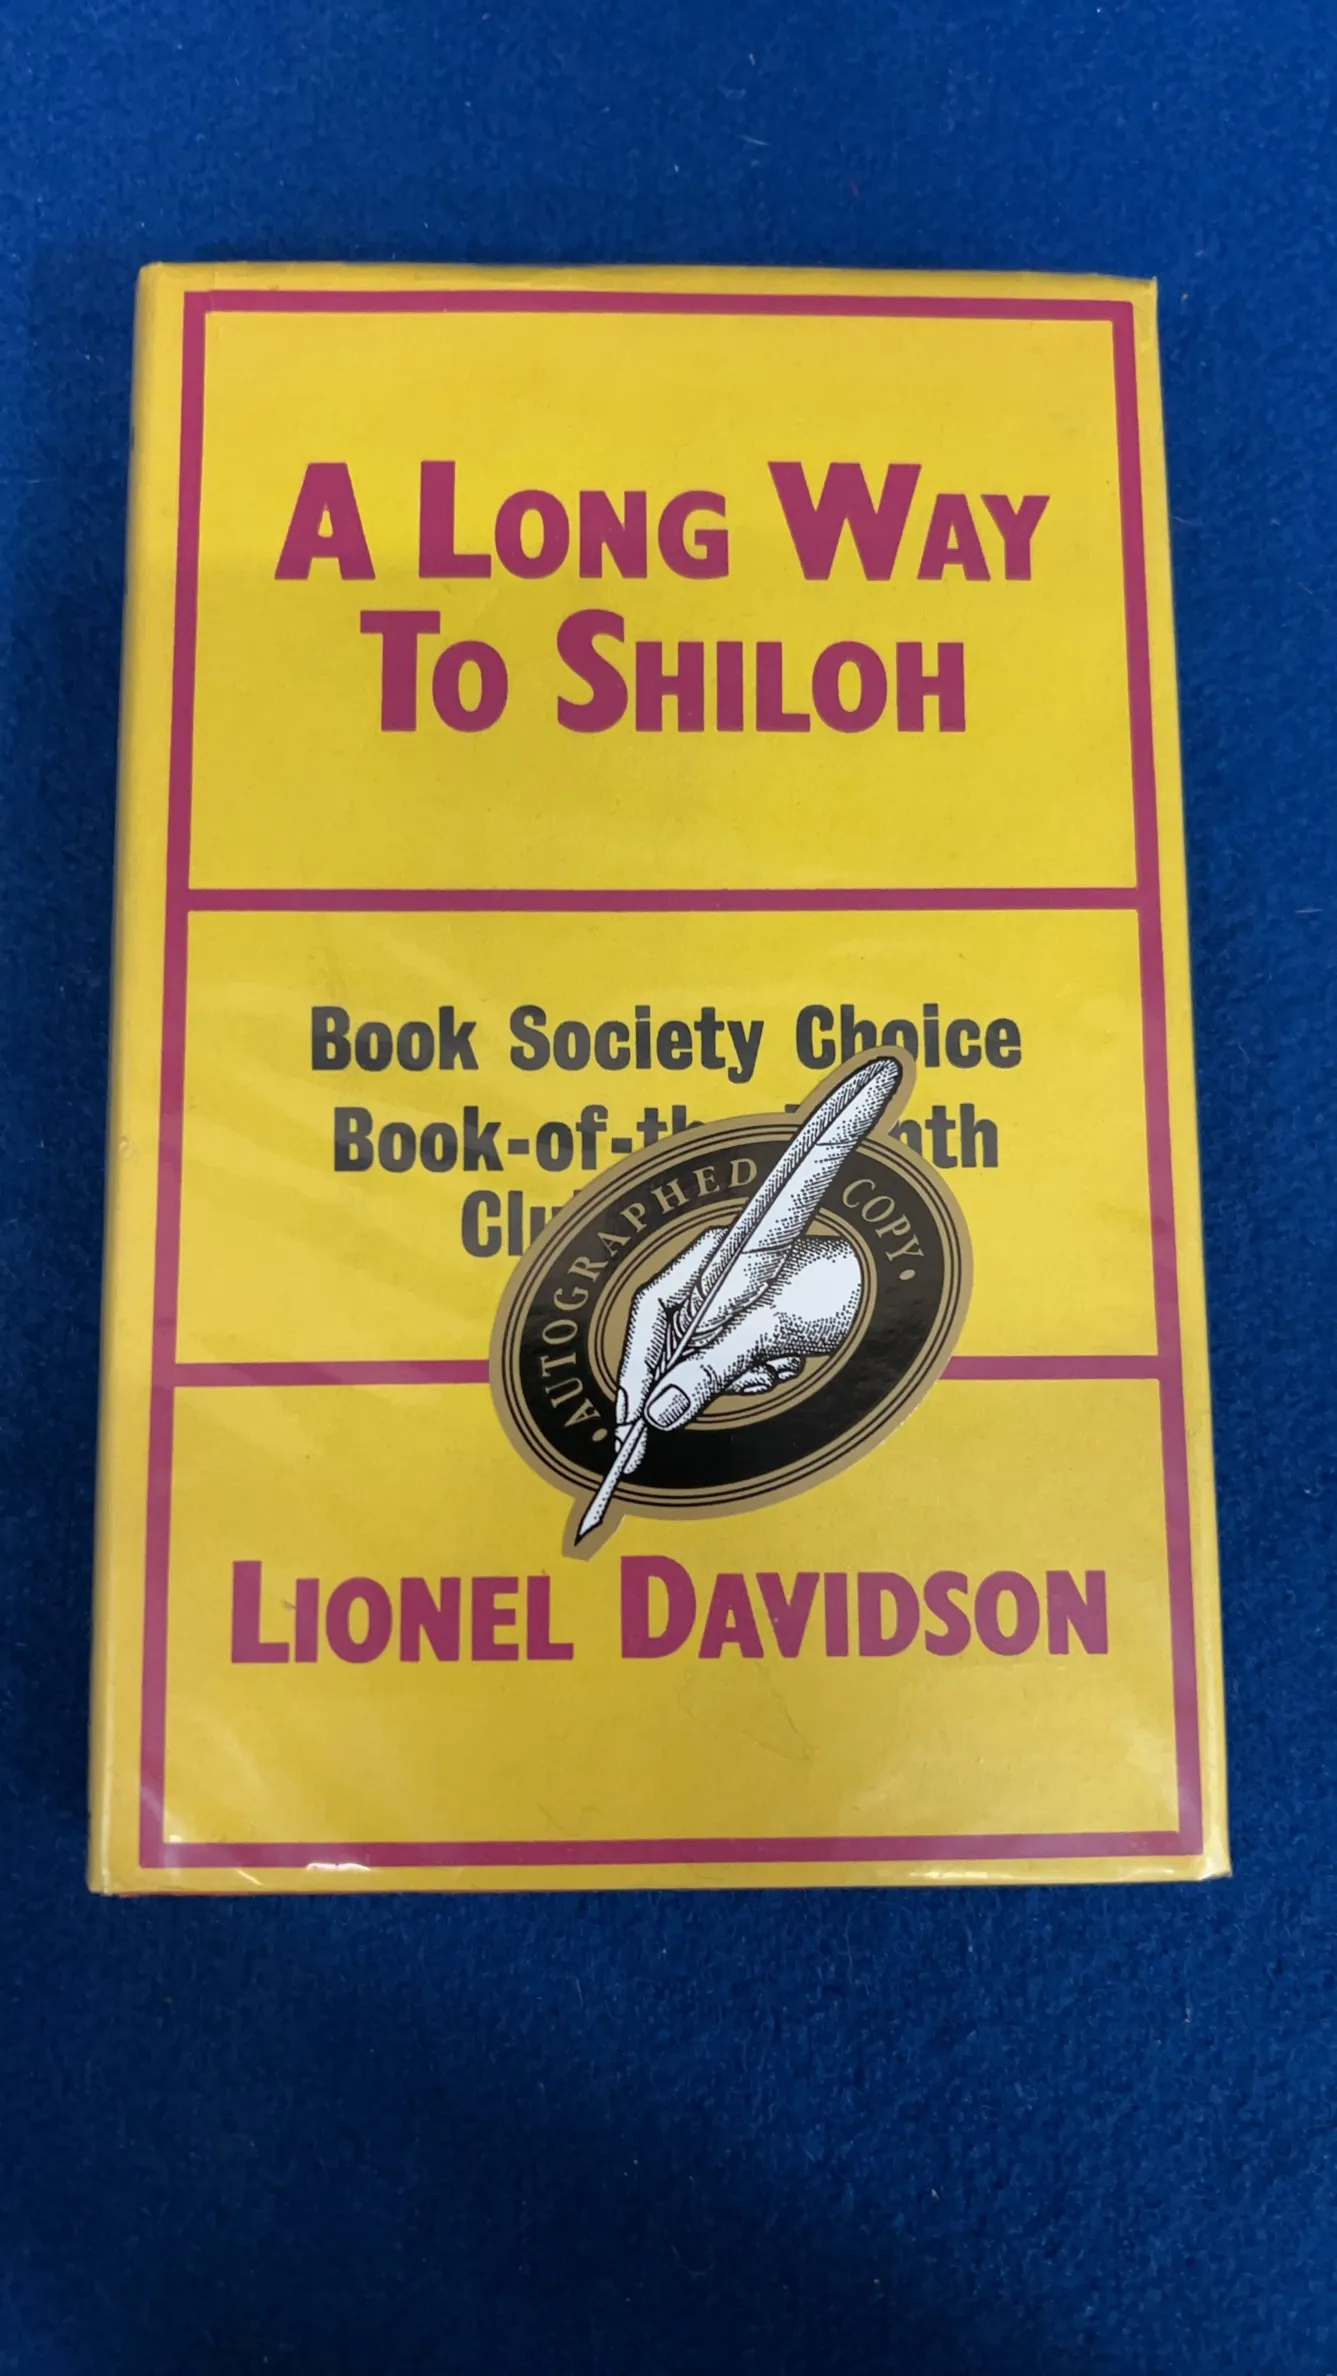 A LONG WAY
TO SHILOH
Book Society Choice
AUTOGRAPHED COPY
LIONEL DAVIDSON